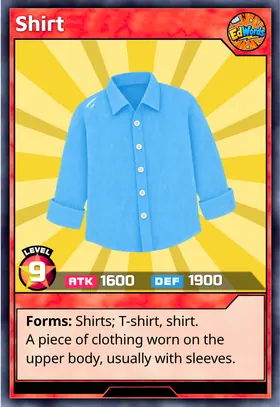 Shirt
EdWords
LEVEL
9
ATK 1600 DEF 1900
Forms: Shirts; T-shirt, shirt.
A piece of clothing worn on the
upper body, usually with sleeves.